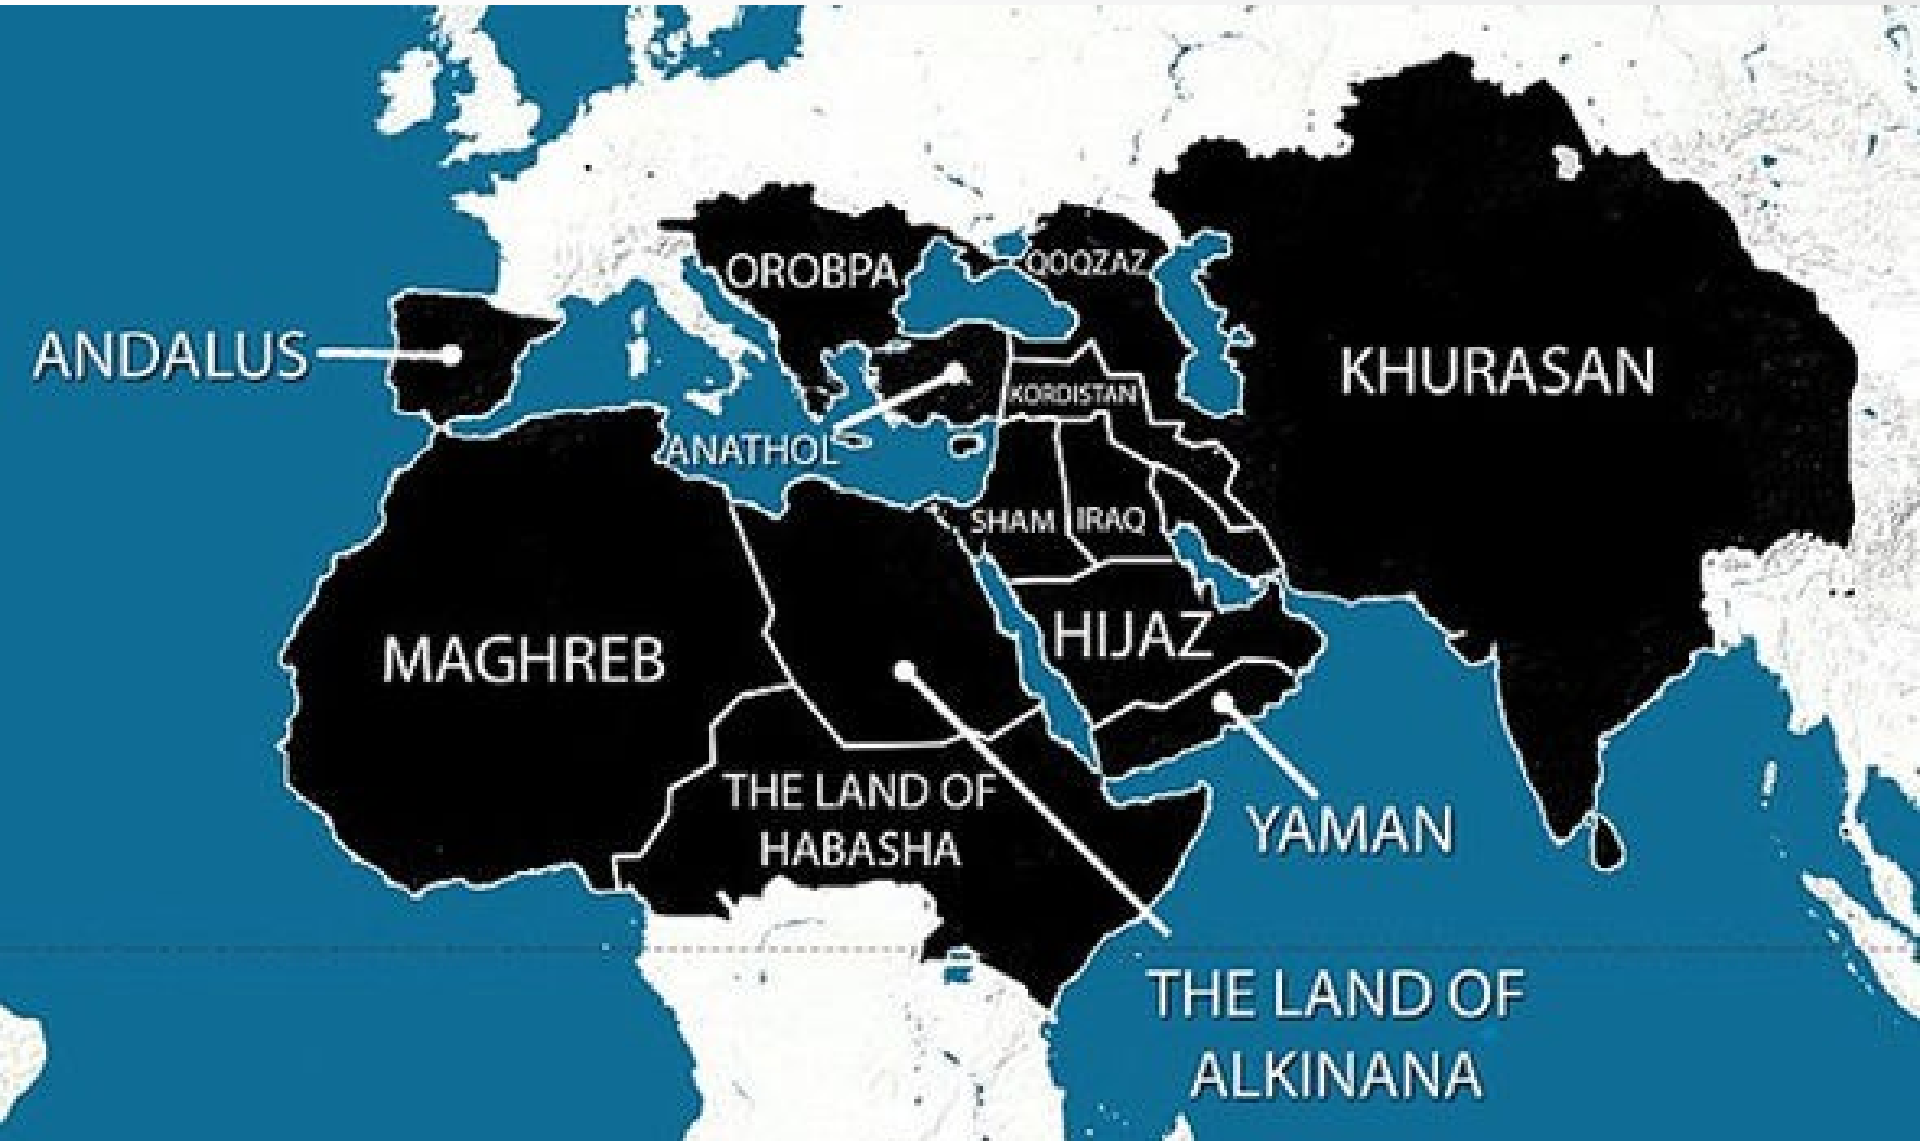 OROBPA
QOQZAZ
ANDALUS
KHURASAN
KORDISTAN
ANATHOL
SHAM
IRAQ
MAGHREB
HIJAZ
THE LAND OF
HABASHA
YAMAN
THE LAND OF
ALKINANA